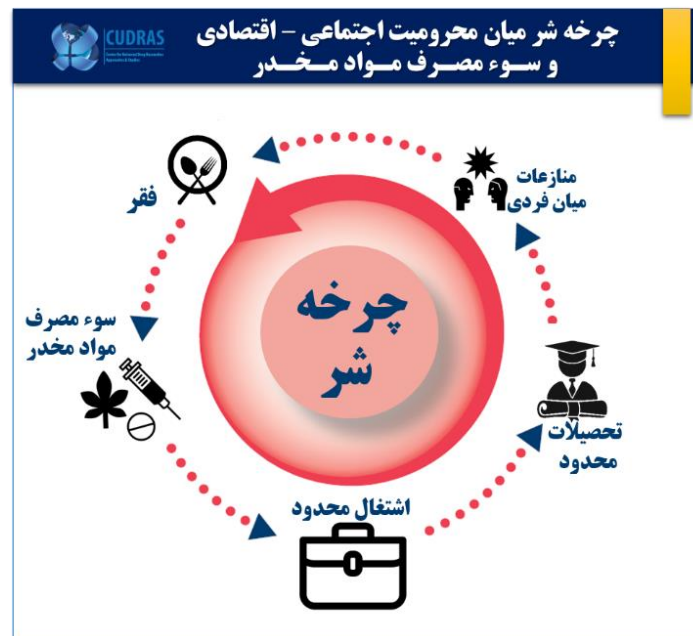 چرخه شر میان محرومیت اجتماعی – اقتصادی
و سوء مصرف مواد مخدر
CUDRAS
منازعات
میان فردی
فقر
سوء مصرف
مواد مخدر
چرخه
شر
تحصیلات
محدود
اشتغال محدود